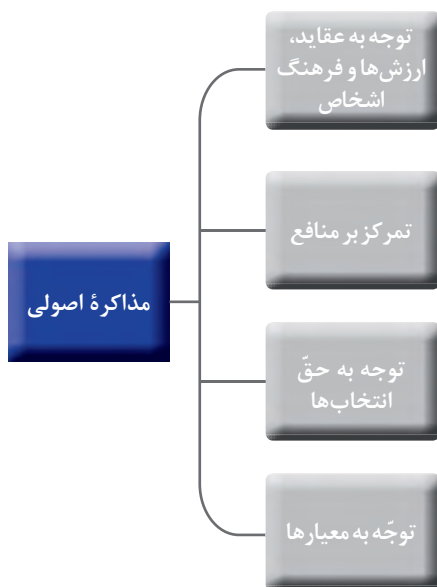 توجه به عقاید،
ارزش‌ها و فرهنگ
اشخاص
تمرکز بر منافع
مذاکرهٔ اصولی
توجه به حقّ
انتخاب‌ها
توجّه به معیارها